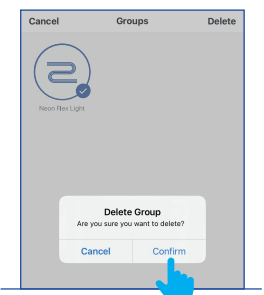 Cancel Groups Delete
Neon Flex Light
Delete Group
Are you sure you want to delete?
Cancel Confirm